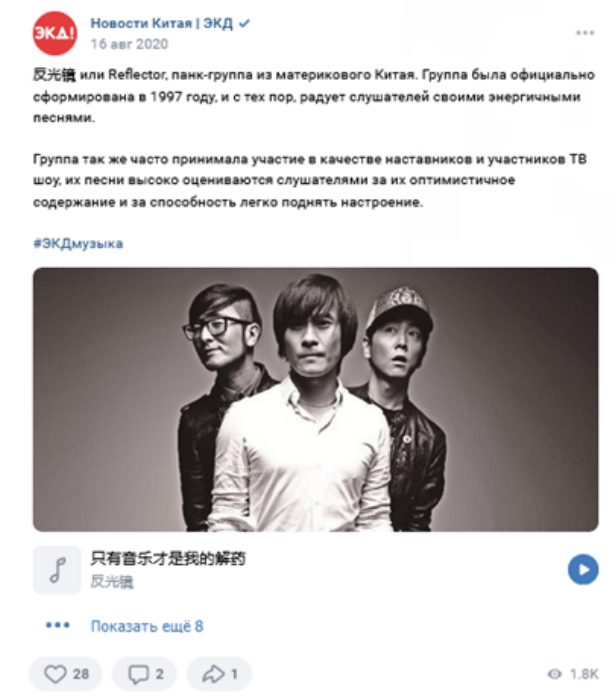 ЭКД!
Новости Китая | ЭКД
16 авг 2020
反光镜 или Reflector, панк-группа из материкового Китая. Группа была официально
сформирована в 1997 году, и с тех пор, радует слушателей своими энергичными
песнями.
Группа так же часто принимала участие в качестве наставников и участников ТВ
шоу, их песни высоко оцениваются слушателями за их оптимистичное
содержание и за способность легко поднять настроение.
#ЭКДмузыка
只有音乐才是我的解药
反光镜
Показать ещё 8
28 2 1 1.8K